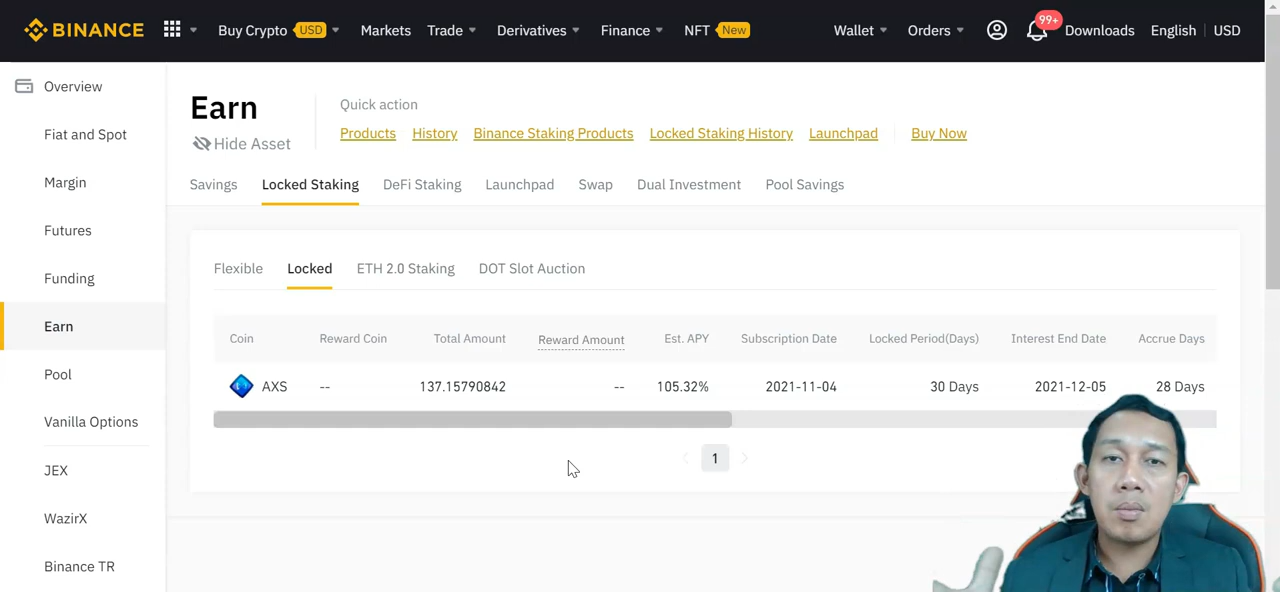 BINANCE Buy Crypto USD Markets Trade Derivatives Finance NFT New Wallet Orders 99+ Downloads English USD
Overview
Fiat and Spot
Margin
Futures
Funding
Earn
Pool
Vanilla Options
JEX
WazirX
Binance TR
Earn
Hide Asset
Quick action
Products History Binance Staking Products Locked Staking History Launchpad Buy Now
Savings Locked Staking DeFi Staking Launchpad Swap Dual Investment Pool Savings
Flexible Locked ETH 2.0 Staking DOT Slot Auction
Coin Reward Coin Total Amount Reward Amount Est. APY Subscription Date Locked Period(Days) Interest End Date Accrue Days
AXS -- 137.15790842 -- 105.32% 2021-11-04 30 Days 2021-12-05 28 Days
1